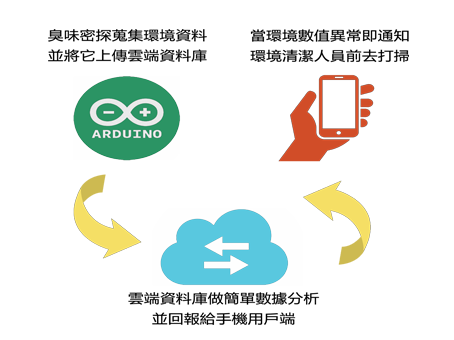 臭味密探蒐集環境資料
並將它上傳雲端資料庫
當環境數值異常即通知
環境清潔人員前去打掃
ARDUINO
雲端資料庫做簡單數據分析
並回報給手機用戶端